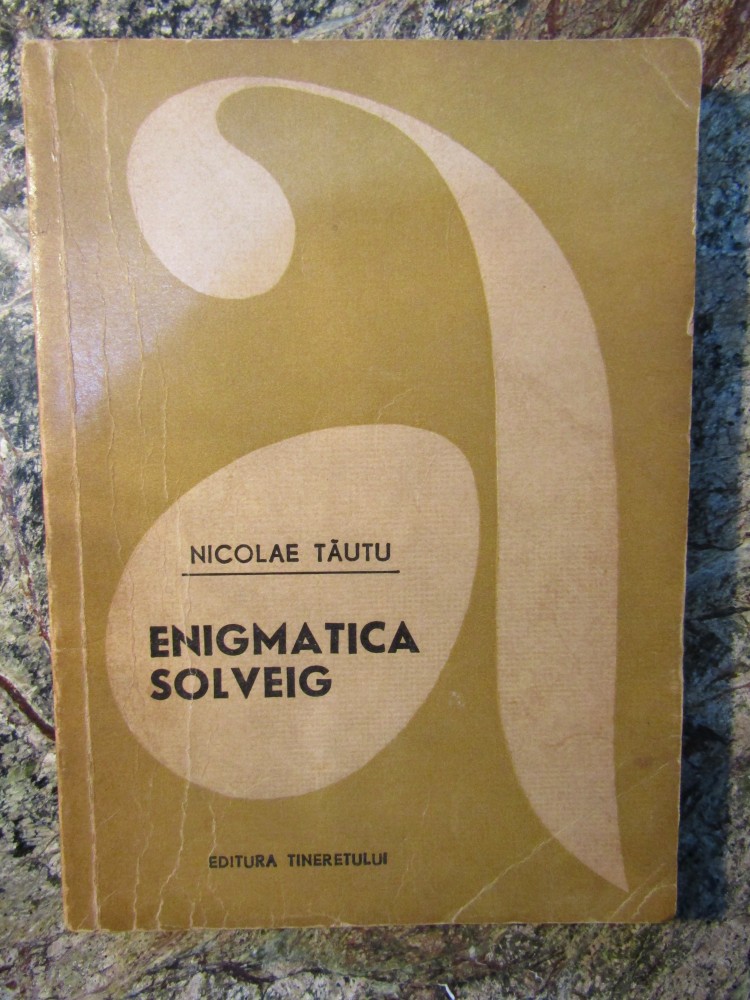 a
NICOLAE TĂUTU
ENIGMATICA
SOLVEIG
EDITURA TINERETULUI